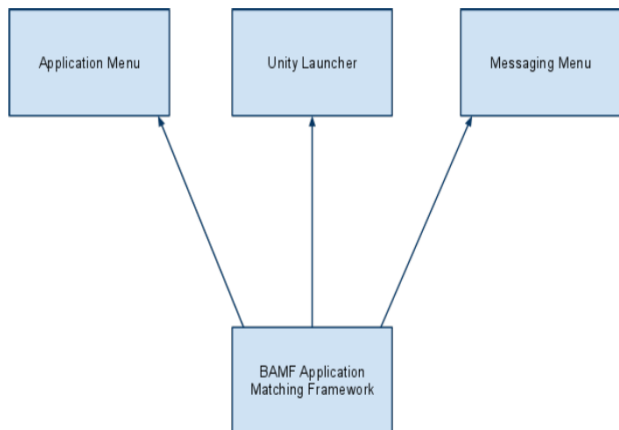 Application Menu
Unity Launcher
Messaging Menu
BAMF Application
Matching Framework